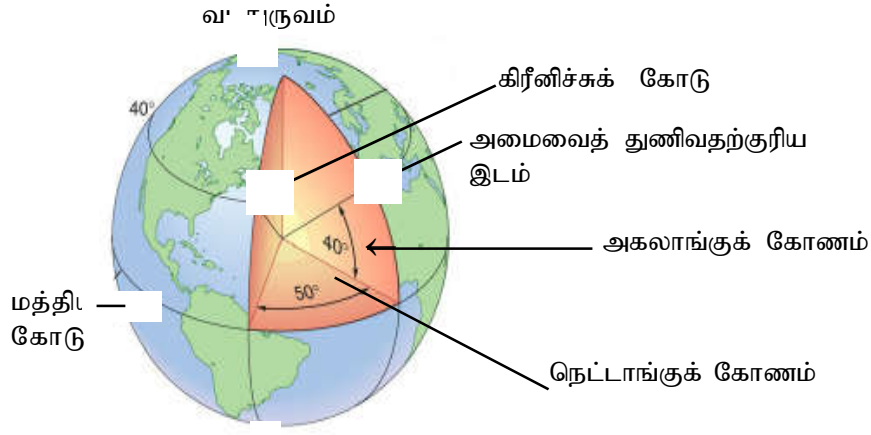 கிரீனிச்சுக் கோடு
40°
அமைவைத் துணிவதற்குரிய
இடம்
40°
அகலாங்குக் கோணம்
50°
கோடு
நெட்டாங்குக் கோணம்